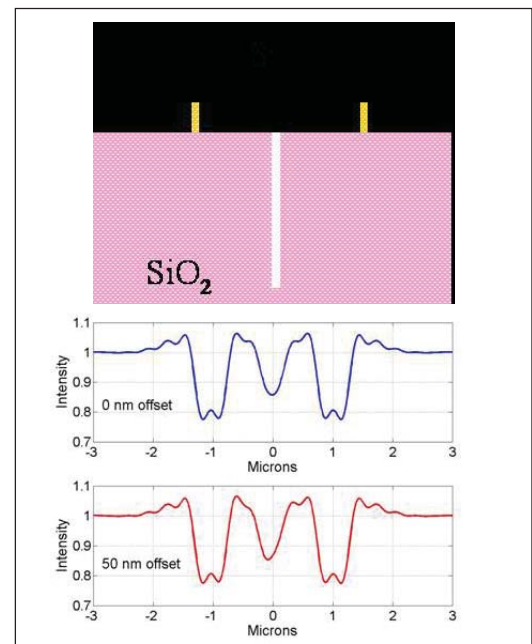 SiO2
1.1
1
0.9
0.8
0.7
Intensity
0 nm offset
-3 -2 -1 0 1 2 3
Microns
1.1
1
0.9
0.8
0.7
Intensity
50 nm offset
-3 -2 -1 0 1 2 3
Microns